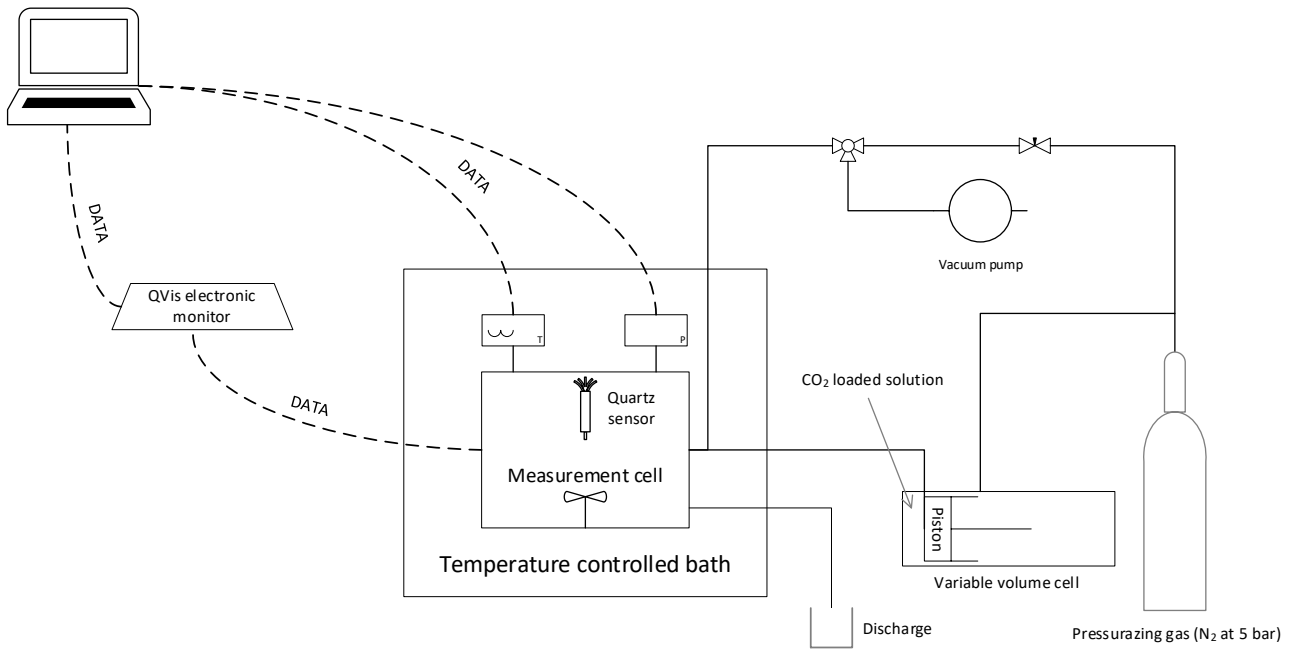 DATA
DATA
Vacuum pump
QVis electronic
monitor
T
P
CO₂ loaded solution
Quartz
sensor
DATA
Measurement cell
Piston
Temperature controlled bath
Variable volume cell
Discharge
Pressurazing gas (N₂ at 5 bar)